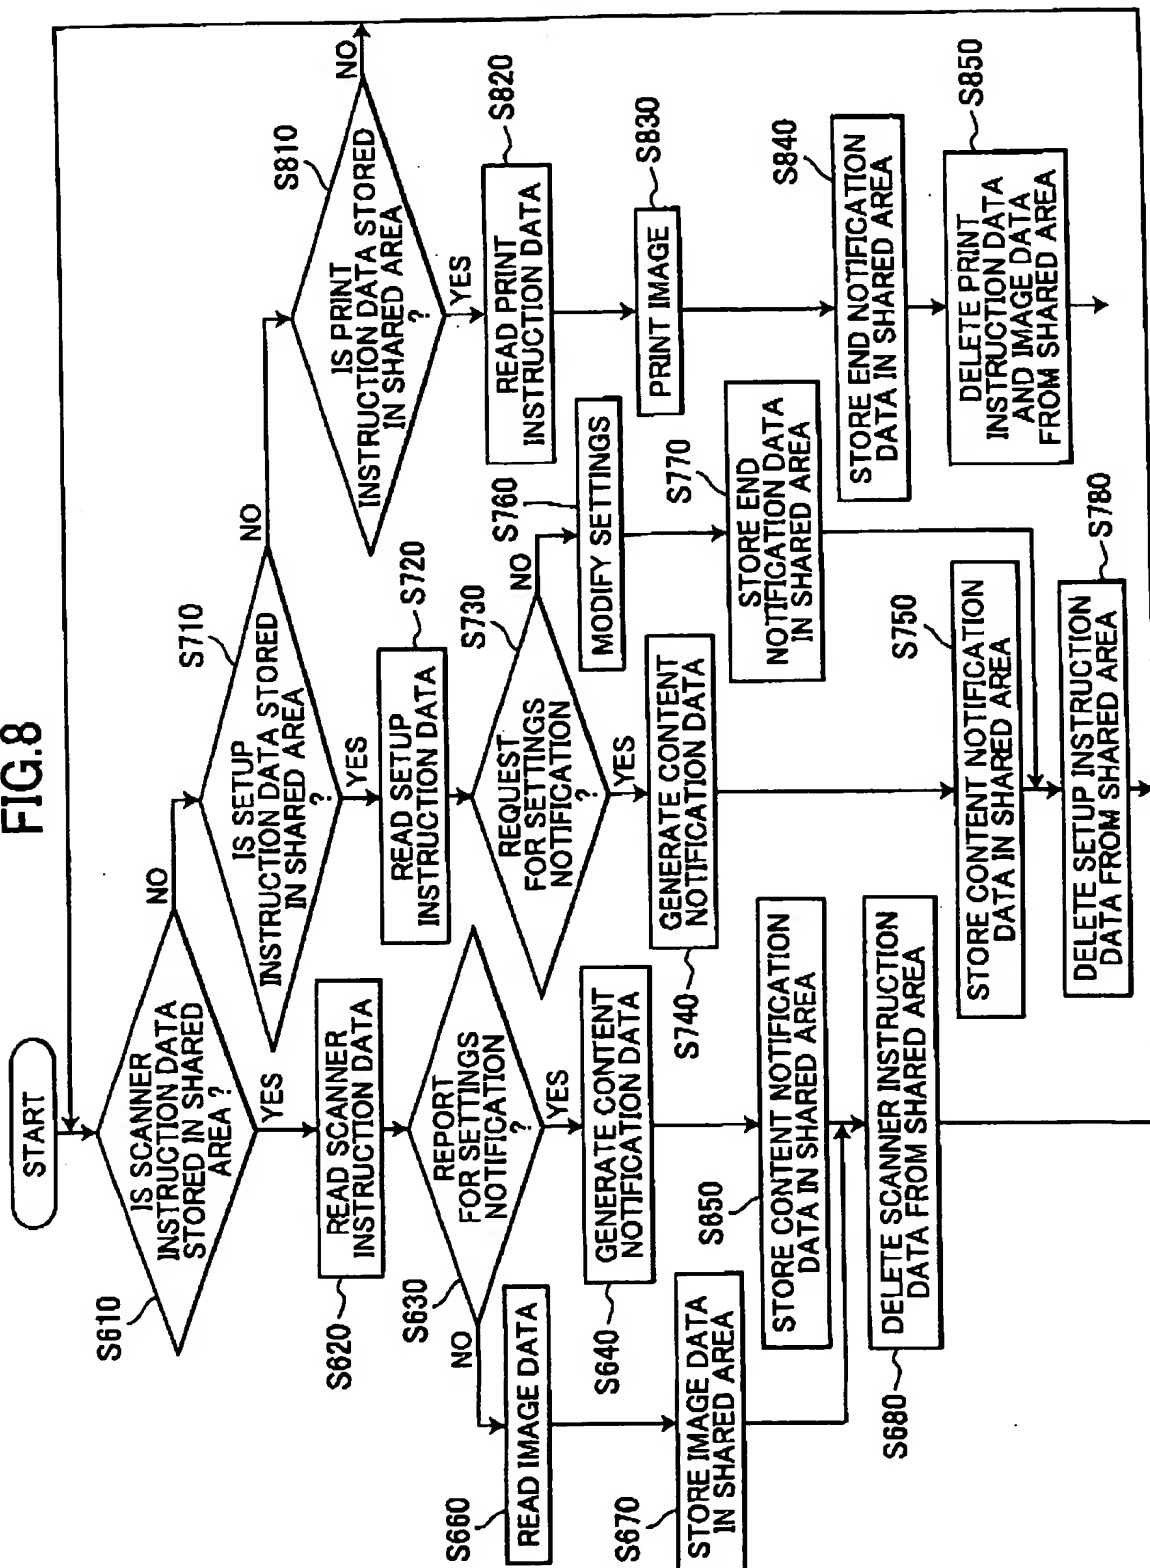 FIG.8
START
IS SCANNER
INSTRUCTION DATA
STORED IN SHARED
AREA ?
S610
NO
YES
READ SCANNER
INSTRUCTION DATA
S620
REPORT
FOR SETTINGS
NOTIFICATION
?
S630
NO
YES
GENERATE CONTENT
NOTIFICATION DATA
S640
STORE CONTENT NOTIFICATION
DATA IN SHARED AREA
S650
READ IMAGE DATA
S660
STORE IMAGE DATA
IN SHARED AREA
S670
DELETE SCANNER INSTRUCTION
DATA FROM SHARED AREA
S680
IS SETUP
INSTRUCTION DATA STORED
IN SHARED AREA
?
S710
NO
YES
READ SETUP
INSTRUCTION DATA
S720
REQUEST
FOR SETTINGS
NOTIFICATION
?
S730
NO
YES
GENERATE CONTENT
NOTIFICATION DATA
S740
STORE CONTENT NOTIFICATION
DATA IN SHARED AREA
S750
MODIFY SETTINGS
S760
STORE END
NOTIFICATION DATA
IN SHARED AREA
S770
DELETE SETUP INSTRUCTION
DATA FROM SHARED AREA
S780
IS PRINT
INSTRUCTION DATA STORED
IN SHARED AREA
?
S810
NO
YES
READ PRINT
INSTRUCTION DATA
S820
PRINT IMAGE
S830
STORE END NOTIFICATION
DATA IN SHARED AREA
S840
DELETE PRINT
INSTRUCTION DATA
AND IMAGE DATA
FROM SHARED AREA
S850